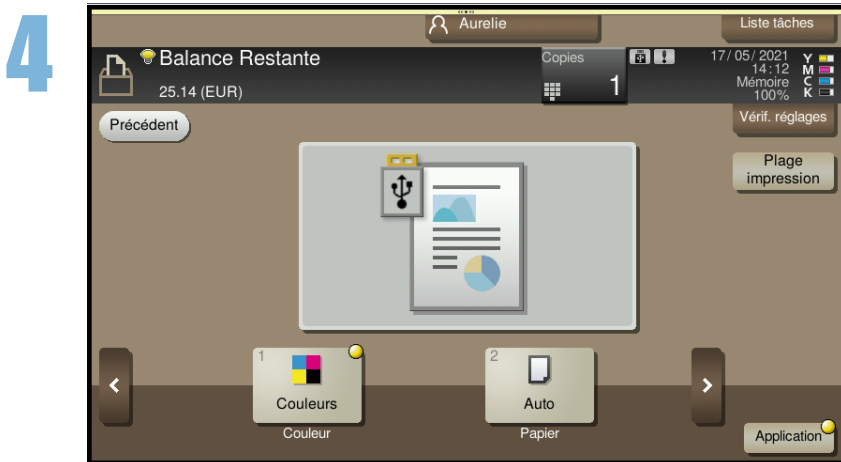 4
Aurelie
Liste tâches
Balance Restante
25.14 (EUR)
Copies
1
17/05/2021
14:12
Mémoire
100%
Y
M
C
K
Précédent
Vérif. réglages
Plage
impression
1
Couleurs
Couleur
2
Auto
Papier
Application